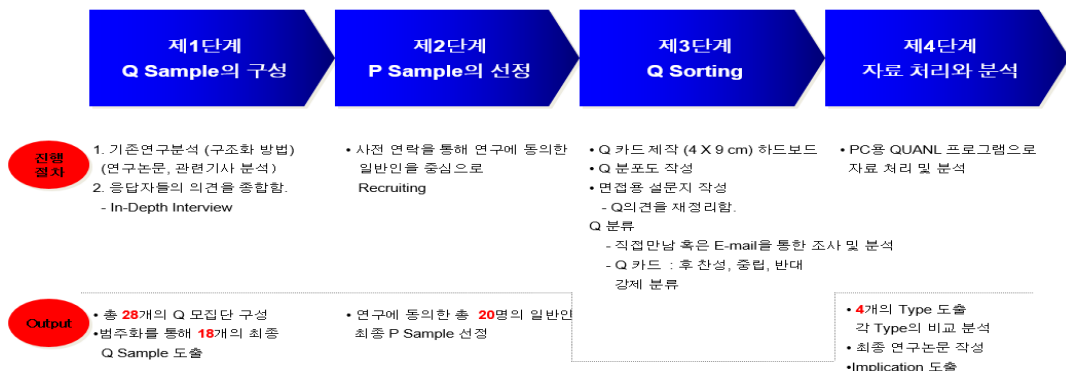 제1단계
Q Sample의 구성
제2단계
P Sample의 선정
제3단계
Q Sorting
제4단계
자료 처리와 분석
진행
절차
1. 기존연구분석 (구조화 방법)
(연구논문, 관련기사 분석)
2. 응답자들의 의견을 종합함.
- In-Depth Interview
• 사전 연락을 통해 연구에 동의한
일반인을 중심으로
Recruiting
• Q 카드 제작 (4 X 9 cm) 하드보드
• Q 분포도 작성
• 면접용 설문지 작성
- Q의견을 재정리함.
Q 분류
- 직접만남 혹은 E-mail을 통한 조사 및 분석
- Q 카드 : 후 찬성, 중립, 반대
강제 분류
• PC용 QUANL 프로그램으로
자료 처리 및 분석
Output
• 총 28개의 Q 모집단 구성
•범주화를 통해 18개의 최종
Q Sample 도출
• 연구에 동의한 총 20명의 일반인
최종 P Sample 선정
• 4개의 Type 도출
각 Type의 비교 분석
• 최종 연구논문 작성
•Implication 도출